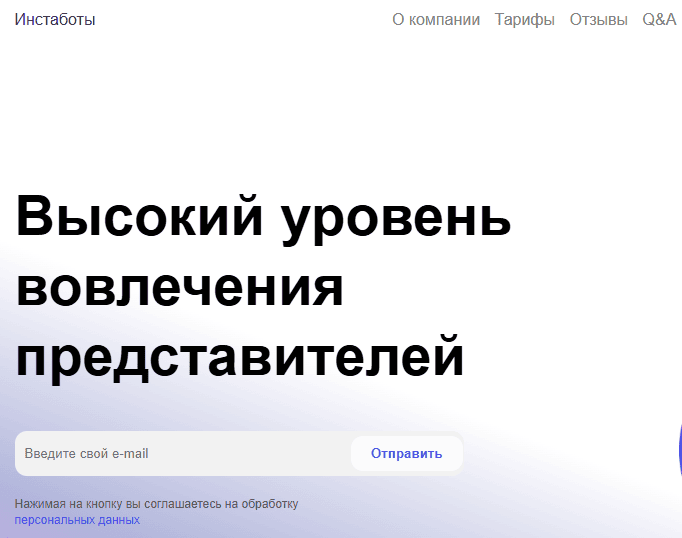 Инстаботы О компании Тарифы Отзывы Q&A
Высокий уровень
вовлечения
представителей
Введите свой e-mail Отправить
Нажимая на кнопку вы соглашаетесь на обработку
персональных данных